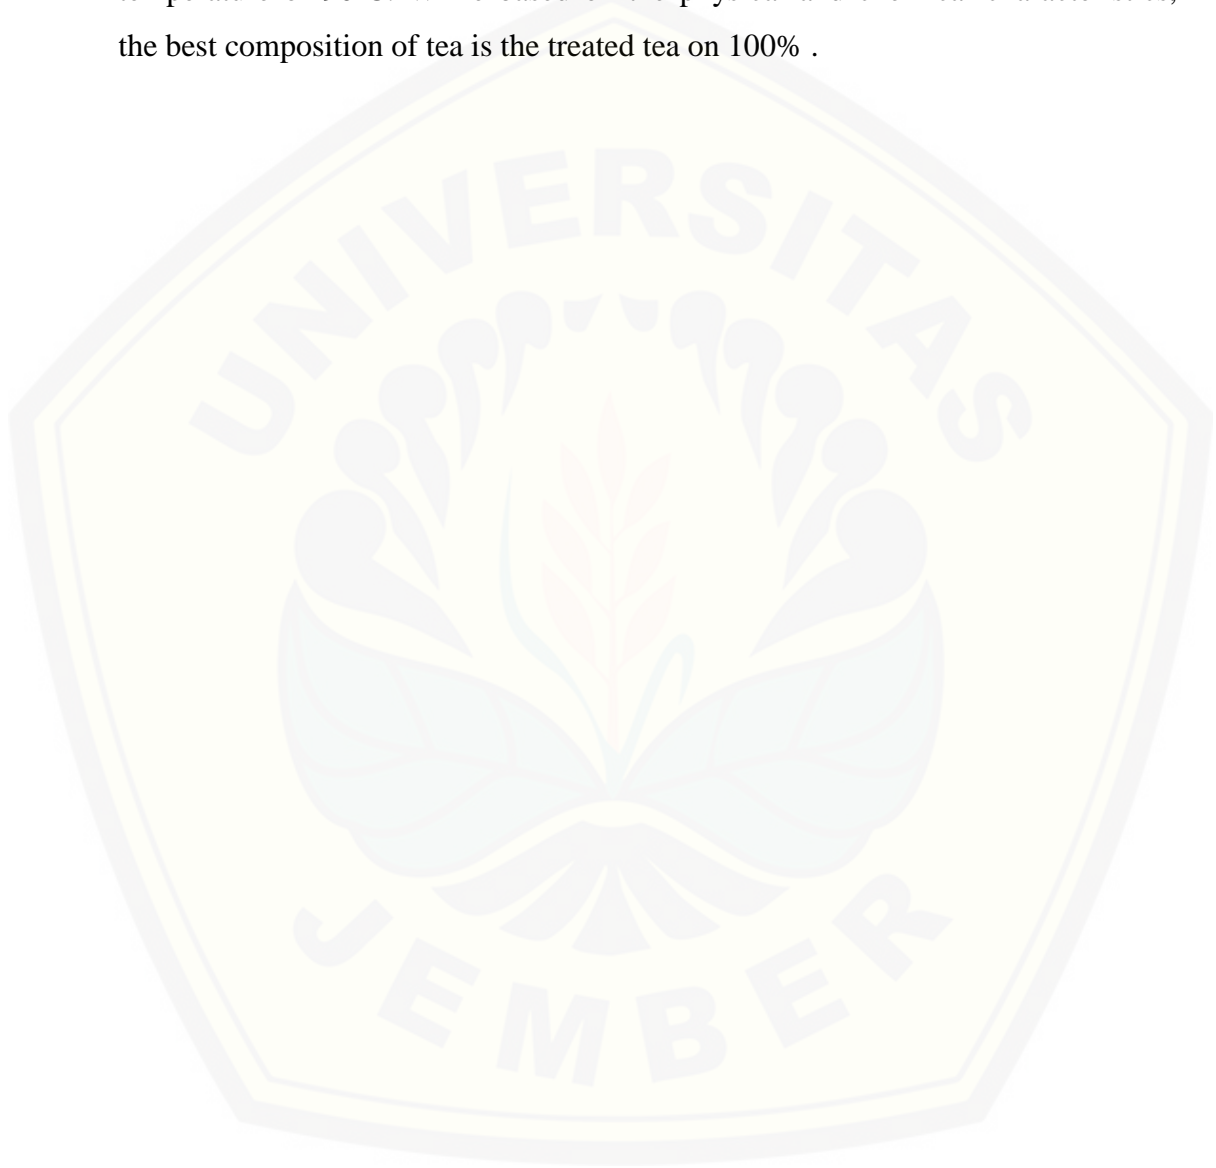 the best composition of tea is the treated tea on 100% .
UNIVERSITAS
JEMBER